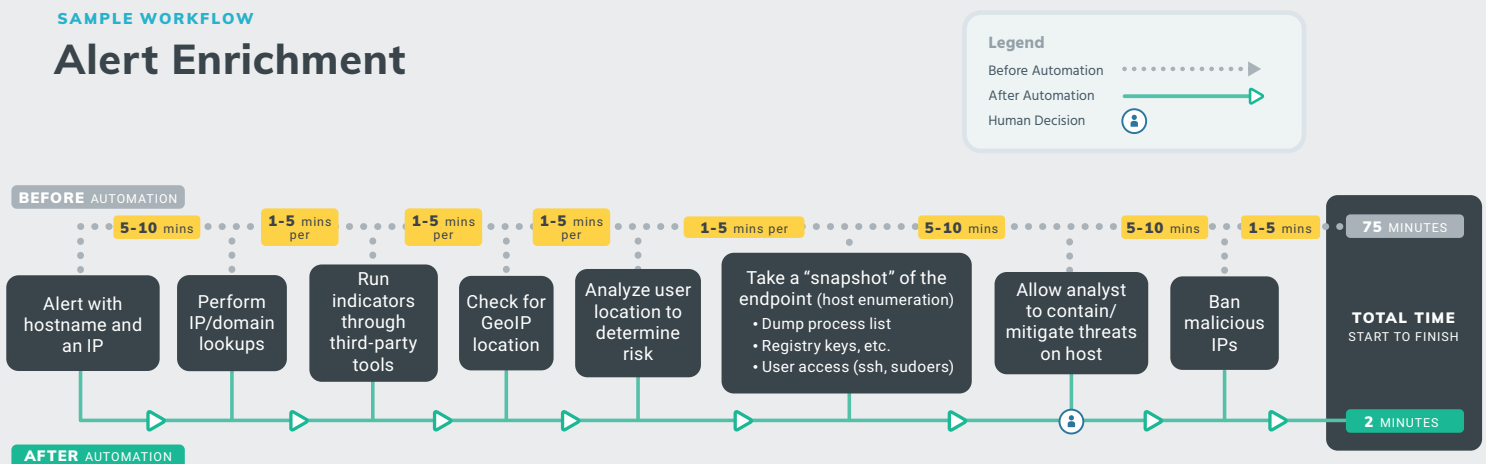 SAMPLE WORKFLOW
Alert Enrichment
Legend
Before Automation
After Automation
Human Decision
BEFORE AUTOMATION
5-10 mins
1-5 mins
per
1-5 mins
per
1-5 mins
per
1-5 mins per
5-10 mins
5-10 mins
1-5 mins
75 MINUTES
Alert with
hostname and
an IP
Perform
IP/domain
lookups
Run
indicators
through
third-party
tools
Check for
GeoIP
location
Analyze user
location to
determine
risk
Take a “snapshot” of the
endpoint (host enumeration)
• Dump process list
• Registry keys, etc.
• User access (ssh, sudoers)
Allow analyst
to contain/
mitigate threats
on host
Ban
malicious
IPs
TOTAL TIME
START TO FINISH
2 MINUTES
AFTER AUTOMATION